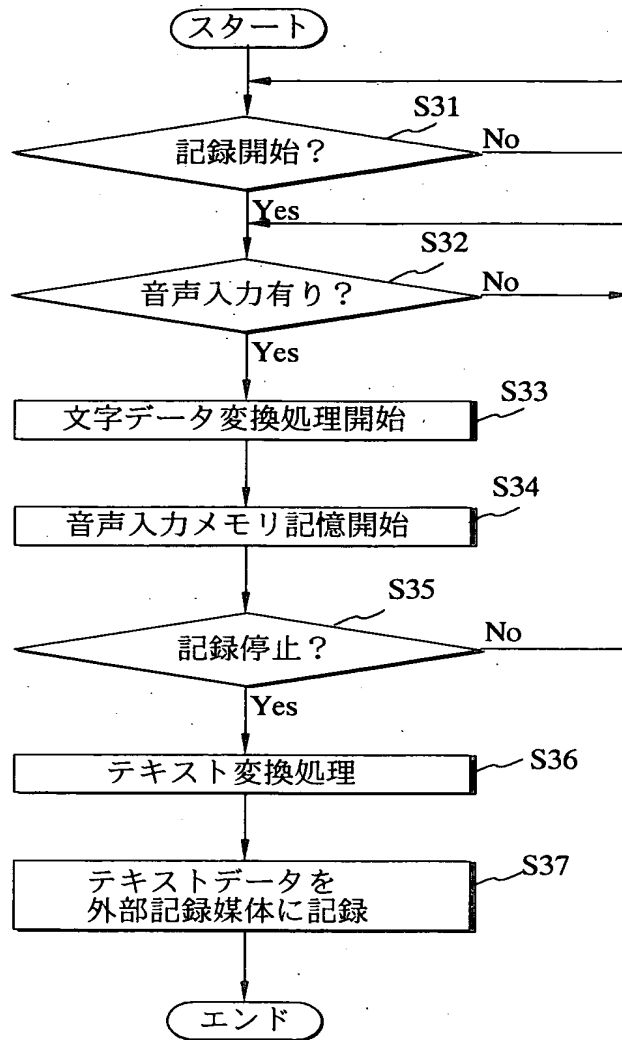 スタート
S31
記録開始?
No
Yes
S32
音声入力有り?
No
Yes
S33
文字データ変換処理開始
S34
音声入力メモリ記憶開始
S35
記録停止?
No
Yes
テキスト変換処理
S36
S37
テキストデータを
外部記録媒体に記録
エンド